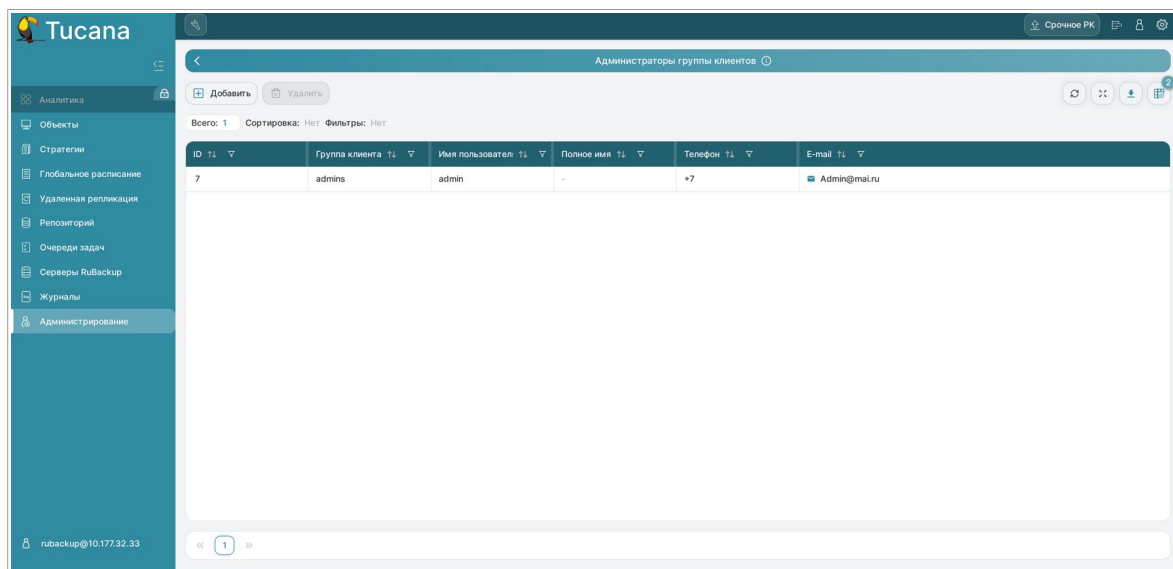 Tucana
Срочное РК
Администраторы группы клиентов
Аналитика
Добавить Удалить
2
Объекты
Всего: 1 Сортировка: Нет Фильтры: Нет
Стратегии
ID Группа клиента Имя пользовател Полное имя Телефон E-mail
Глобальное расписание
7 admins admin - +7 Admin@mai.ru
Удаленная репликация
Репозиторий
Очереди задач
Серверы RuBackup
Журналы
Администрирование
rubackup@10.177.32.33
« 1 »